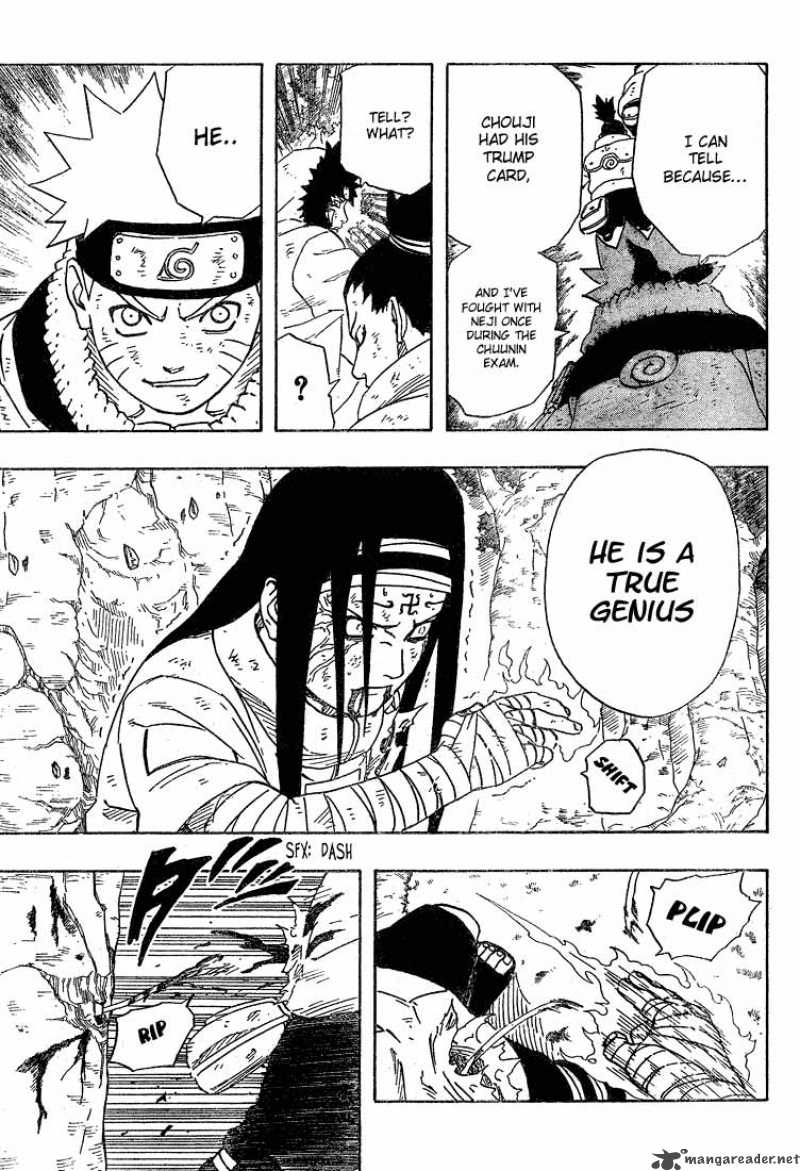 I CAN
TELL
BECAUSE...
CHOUJI
HAD HIS
TRUMP
CARD,
AND I'VE
FOUGHT WITH
NEJI ONCE
DURING THE
CHUUNIN
EXAM.
TELL?
WHAT?
?
HE..
HE IS A
TRUE
GENIUS
SHIFT
SFX: DASH
PLIP
RIP
mangareader.net